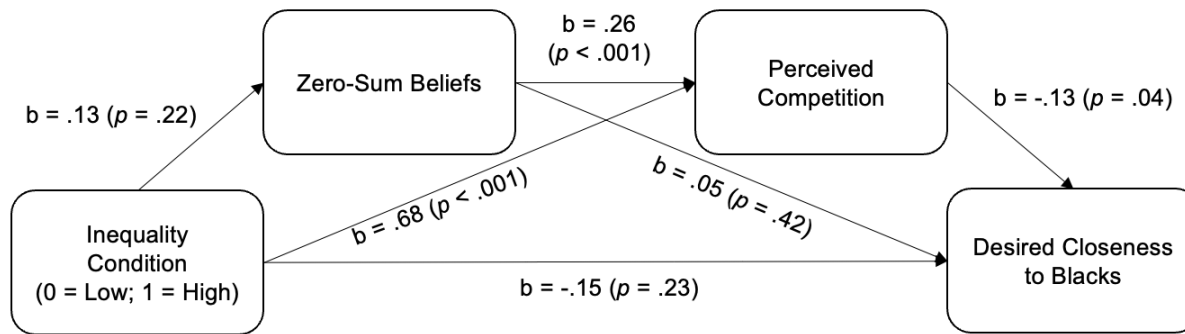 b = .26
(p < .001)
Zero-Sum Beliefs
Perceived
Competition
b = .13 (p = .22)
b = -.13 (p = .04)
b = .68 (p < .001)
b = .05 (p = .42)
Inequality
Condition
(0 = Low; 1 = High)
Desired Closeness
to Blacks
b = -.15 (p = .23)